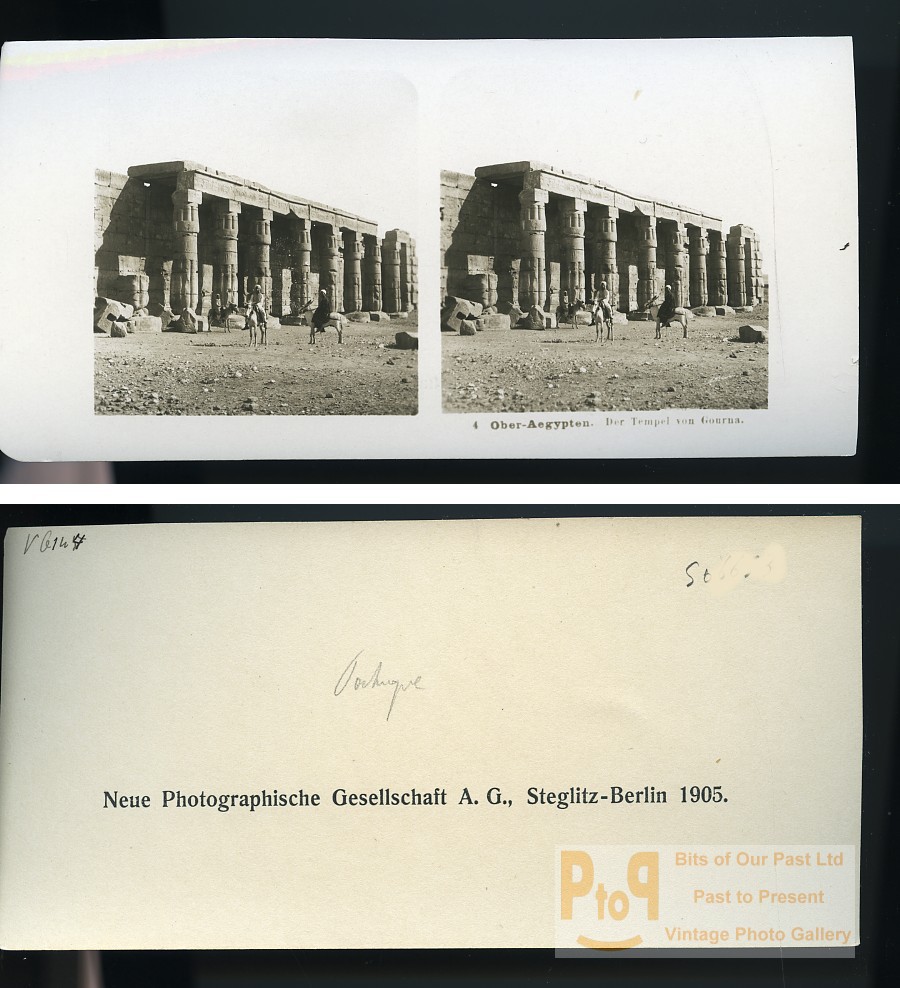 4 Ober-Aegypten. Der Tempel von Gourna.
Neue Photographische Gesellschaft A. G., Steglitz-Berlin 1905.
PtoP
Bits of Our Past Ltd
Past to Present
Vintage Photo Gallery